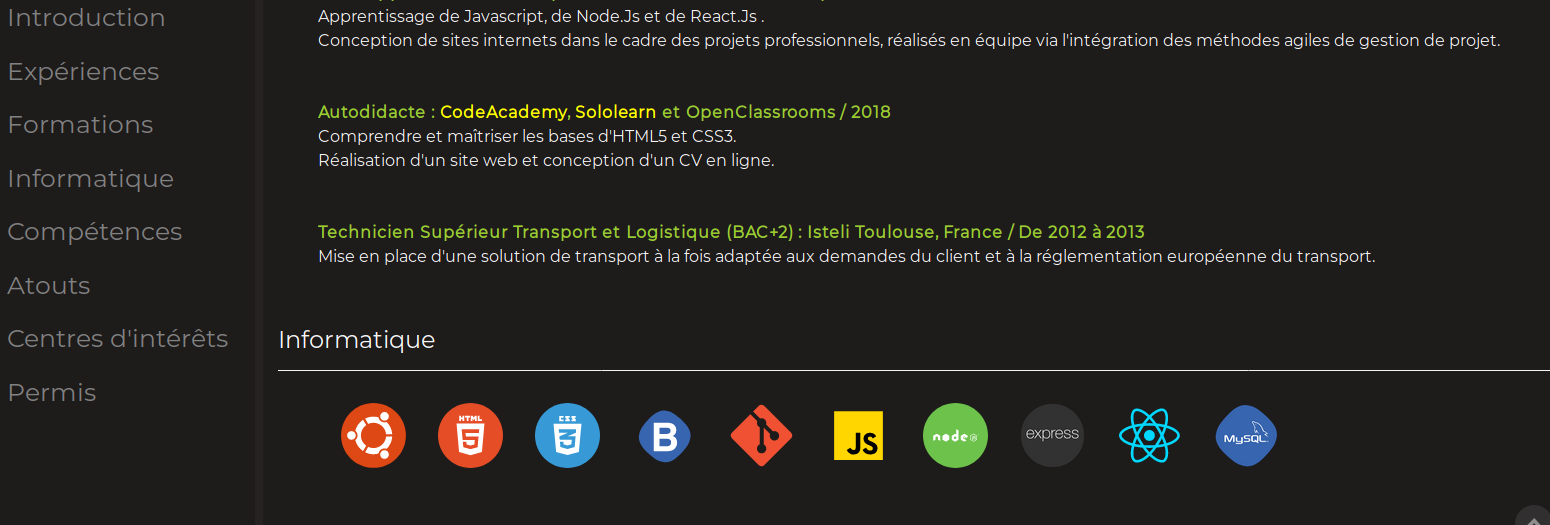 Introduction
Expériences
Formations
Informatique
Compétences
Atouts
Centres d'intérêts
Permis
Apprentissage de Javascript, de Node.Js et de React.Js .
Conception de sites internets dans le cadre des projets professionnels, réalisés en équipe via l'intégration des méthodes agiles de gestion de projet.
Autodidacte : CodeAcademy, Sololearn et OpenClassrooms / 2018
Comprendre et maîtriser les bases d'HTML5 et CSS3.
Réalisation d'un site web et conception d'un CV en ligne.
Technicien Supérieur Transport et Logistique (BAC+2) : Isteli Toulouse, France / De 2012 à 2013
Mise en place d'une solution de transport à la fois adaptée aux demandes du client et à la réglementation européenne du transport.
Informatique
HTML 5
CSS 3
B
JS
node
express
MySQL